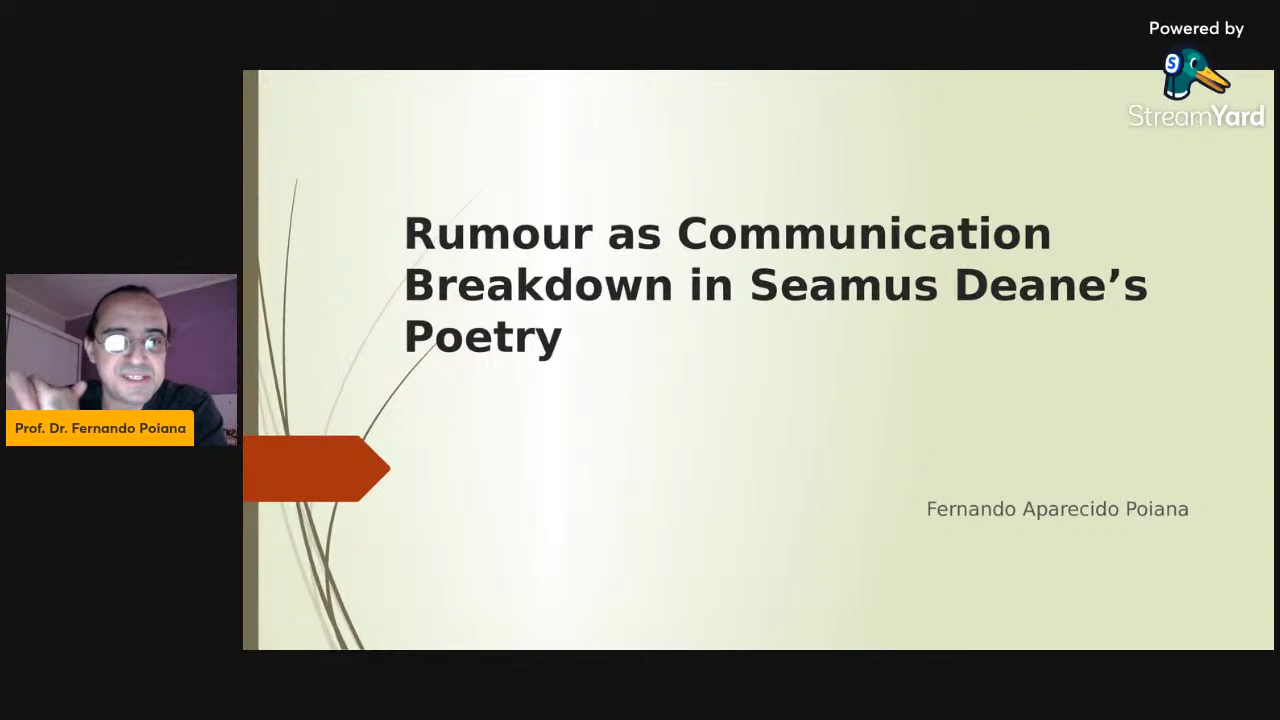 Powered by
S
StreamYard
Rumour as Communication
Breakdown in Seamus Deane’s
Poetry
Prof. Dr. Fernando Poiana
Fernando Aparecido Poiana